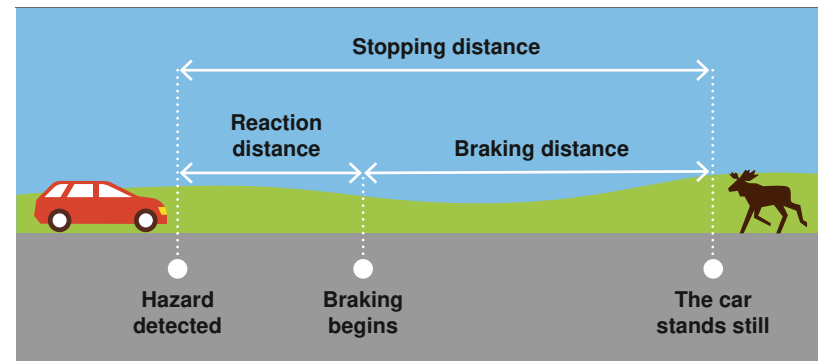 Stopping distance
Reaction
distance
Braking distance
Hazard
detected
Braking
begins
The car
stands still